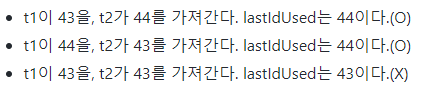 • t1이 43을, t2가 44를 가져간다. lastIdUsed는 44이다.(O)
• t1이 44을, t2가 43를 가져간다. lastIdUsed는 44이다.(O)
• t1이 43을, t2가 43를 가져간다. lastIdUsed는 43이다.(X)